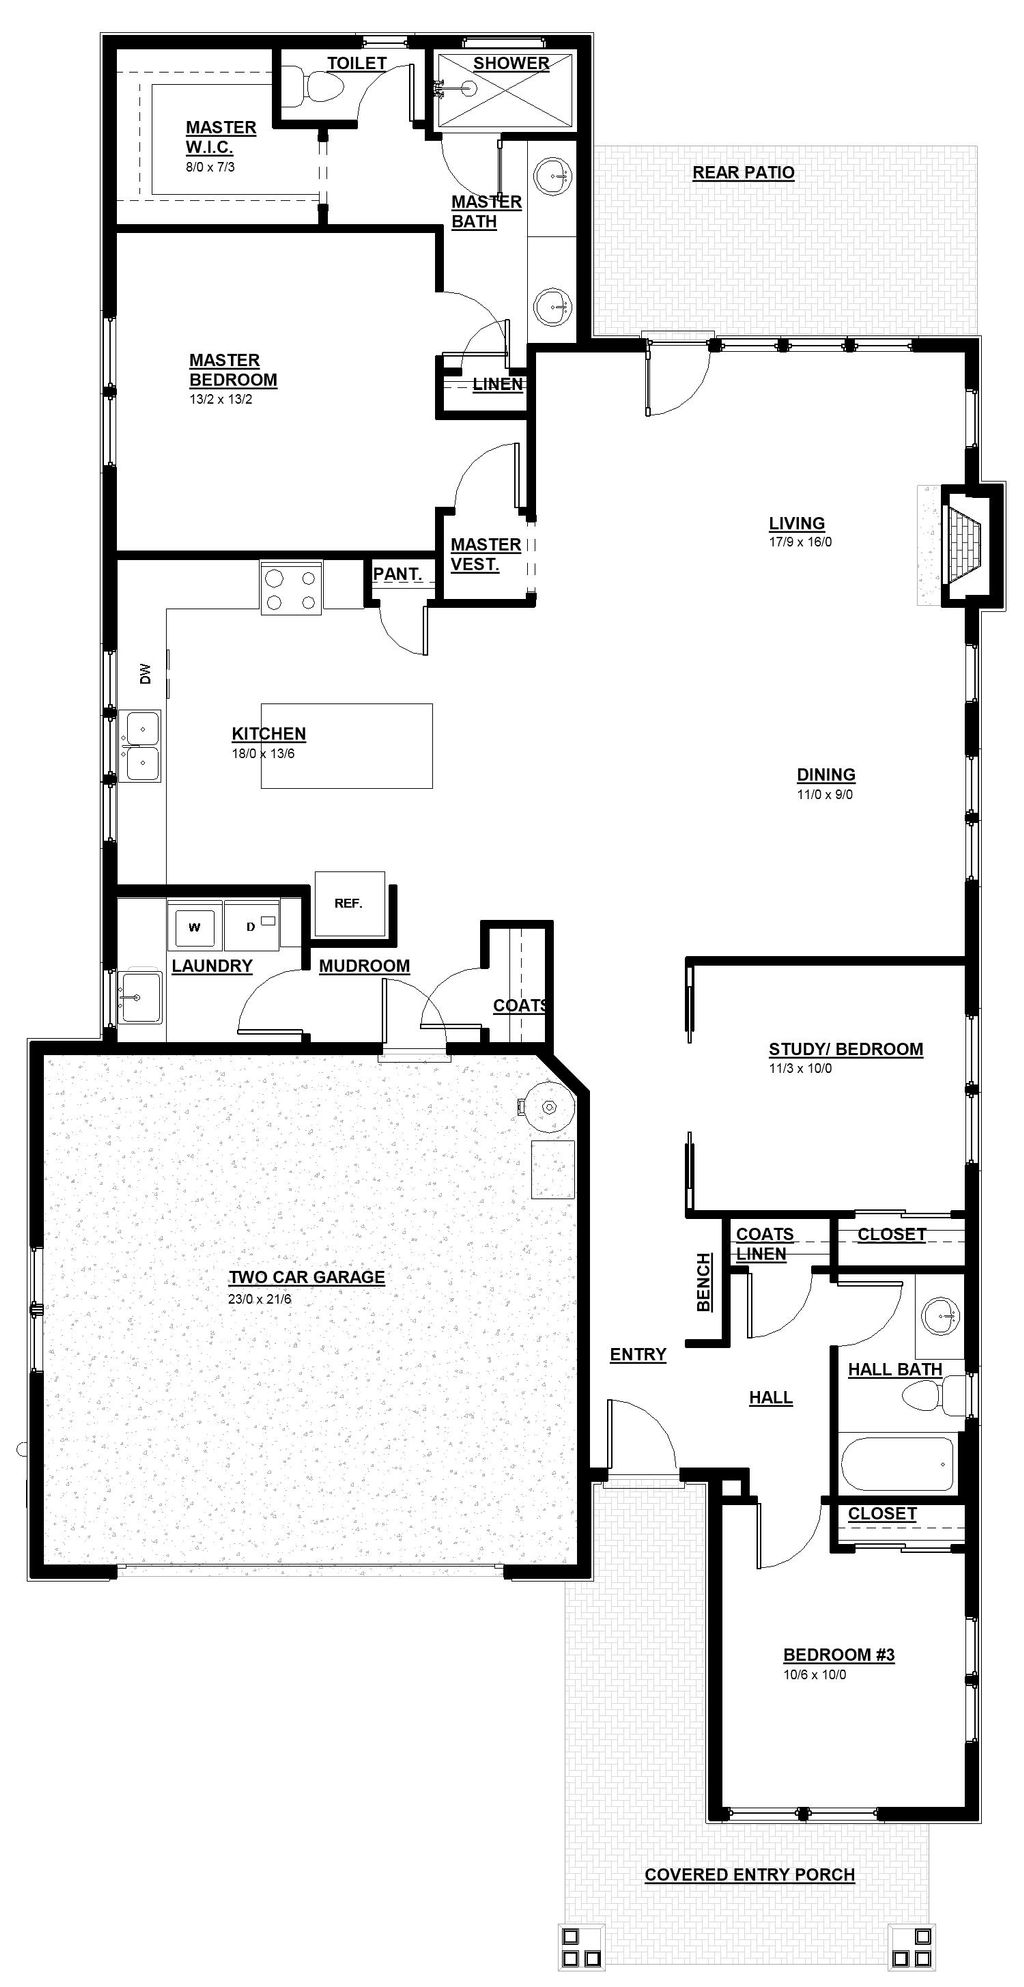 TOILET
SHOWER
MASTER
W.I.C.
8/0 x 7/3
REAR PATIO
MASTER
BATH
MASTER
BEDROOM
13/2 x 13/2
LINEN
LIVING
17/9 x 16/0
MASTER
VEST.
PANT.
DW
KITCHEN
18/0 x 13/6
DINING
11/0 x 9/0
REF.
W
D
LAUNDRY
MUDROOM
COATS
STUDY/ BEDROOM
11/3 x 10/0
COATS
LINEN
CLOSET
BENCH
TWO CAR GARAGE
23/0 x 21/6
ENTRY
HALL BATH
HALL
CLOSET
BEDROOM #3
10/6 x 10/0
COVERED ENTRY PORCH